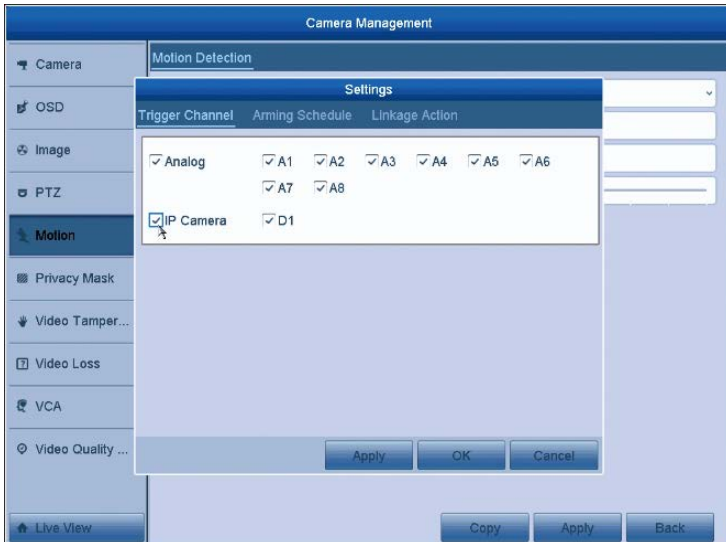 Camera Management
Camera
OSD
Image
PTZ
Motion
Privacy Mask
Video Tamper...
Video Loss
VCA
Video Quality ...
Live View
Motion Detection
Settings
Trigger Channel Arming Schedule Linkage Action
Analog A1 A2 A3 A4 A5 A6
A7 A8
IP Camera D1
Apply OK Cancel
Copy Apply Back